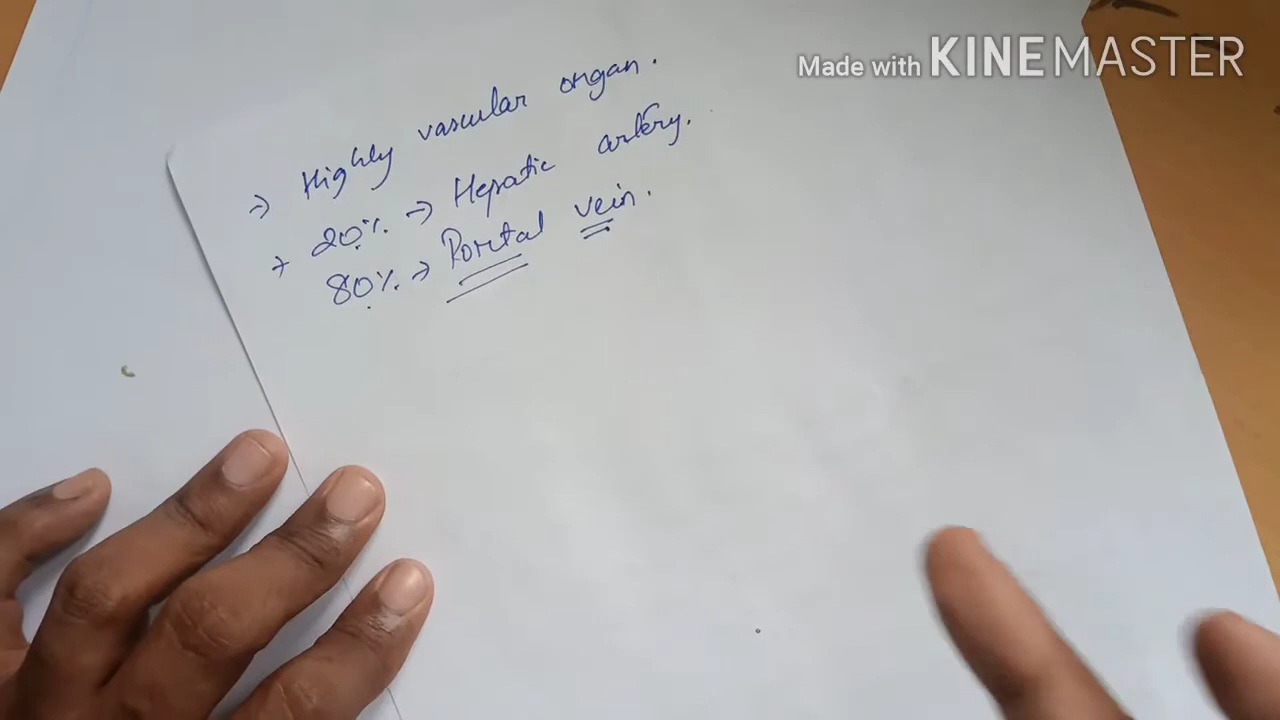 Made with KINEMASTER
→ Highly vascular organ.
→ 20% → Hepatic artery.
80% → Portal vein.